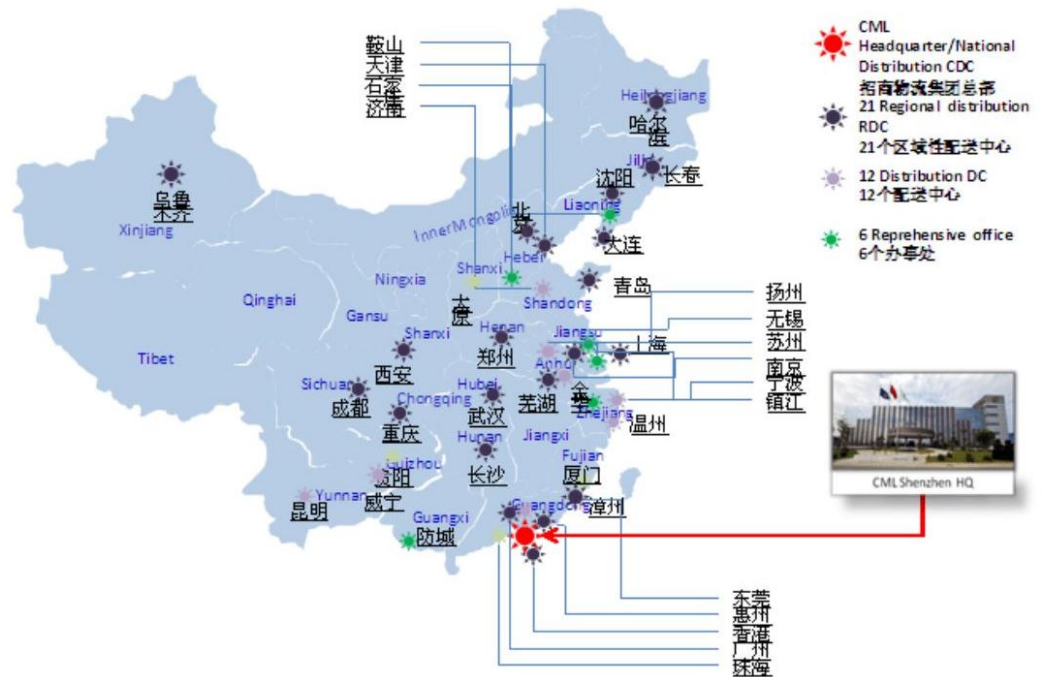 鞍山
天津
石家庄
济南
CML
Headquarter/National
Distribution CDC
招商物流集团总部
21 Regional distribution
RDC
21个区域性配送中心
12 Distribution DC
12个配送中心
6 Reprehensive office
6个办事处
Heilongjiang
哈尔滨
Jilin
长春
沈阳
Liaoning
大连
乌鲁木齐
Xinjiang
InnerMongolia
北京
Hebei
Shanxi
Ningxia
太原
青岛
Shandong
Qinghai
Gansu
Tibet
Shanxi
西安
Henan
郑州
Jiangsu
上海
Anhui
扬州
无锡
苏州
南京
宁波
镇江
Sichuan
成都
Chongqing
重庆
Hubei
武汉
芜湖
金华
Zhejiang
温州
Hunan
长沙
Jiangxi
Fujian
厦门
漳州
Guizhou
贵阳
威宁
Yunnan
昆明
Guangxi
防城
Guangdong
CML Shenzhen HQ
东莞
惠州
香港
广州
珠海